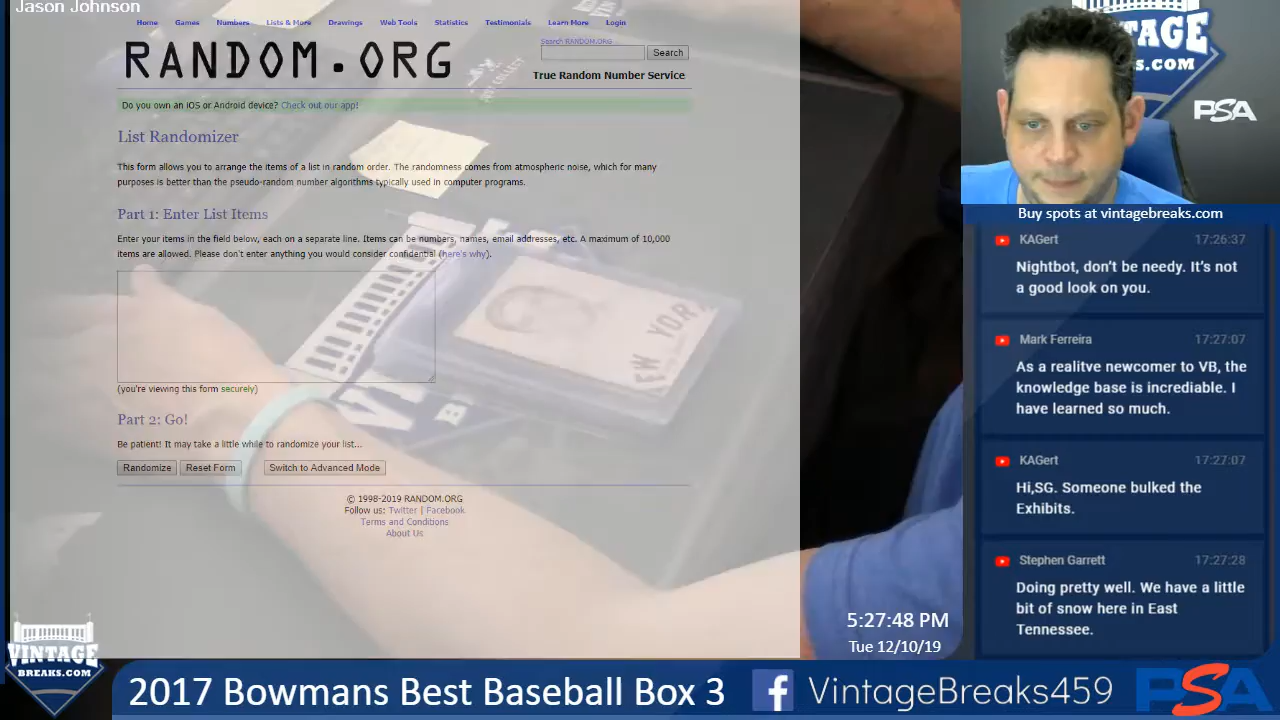 Jason Johnson
Home Games Numbers Lists & More Drawings Web Tools Statistics Testimonials Learn More Login
RANDOM.ORG
Search RANDOM.ORG
Search
True Random Number Service
Do you own an iOS or Android device? Check out our app!
List Randomizer
This form allows you to arrange the items of a list in random order. The randomness comes from atmospheric noise, which for many
purposes is better than the pseudo-random number algorithms typically used in computer programs.
Part 1: Enter List Items
Enter your items in the field below, each on a separate line. Items can be numbers, names, email addresses, etc. A maximum of 10,000
items are allowed. Please don't enter anything you would consider confidential (here's why).
(you're viewing this form securely)
Part 2: Go!
Be patient! It may take a little while to randomize your list...
Randomize Reset Form Switch to Advanced Mode
© 1998-2019 RANDOM.ORG
Follow us: Twitter | Facebook
Terms and Conditions
About Us
PSA
Buy spots at vintagebreaks.com
KAGert 17:26:37
Nightbot, don't be needy. It's not
a good look on you.
Mark Ferreira 17:27:07
As a realitve newcomer to VB, the
knowledge base is incrediable. I
have learned so much.
KAGert 17:27:07
Hi,SG. Someone bulked the
Exhibits.
Stephen Garrett 17:27:28
Doing pretty well. We have a little
bit of snow here in East
Tennessee.
5:27:48 PM
Tue 12/10/19
VINTAGE
BREAKS.COM
2017 Bowmans Best Baseball Box 3
f VintageBreaks459
PSA